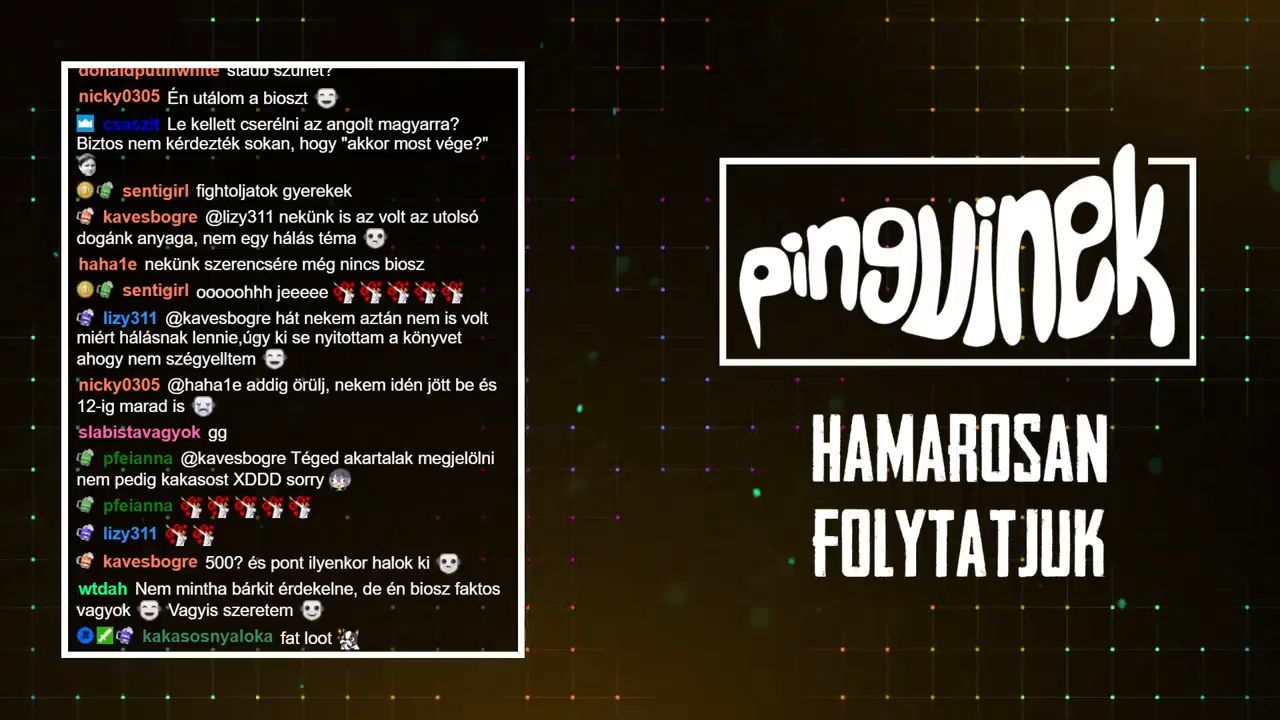 donaldputinwhite staub szünet?
nicky0305 Én utálom a bioszt
csaszit Le kellett cserélni az angolt magyarra?
Biztos nem kérdezték sokan, hogy "akkor most vége?"
sentigirl fightoljatok gyerekek
kavesbogre @lizy311 nekünk is az volt az utolsó
dogánk anyaga, nem egy hálás téma
haha1e nekünk szerencsére még nincs biosz
sentigirl ooooohhh jeeeee
lizy311 @kavesbogre hát nekem aztán nem is volt
miért hálásnak lennie,úgy ki se nyitottam a könyvet
ahogy nem szégyelltem
nicky0305 @haha1e addig örülj, nekem idén jött be és
12-ig marad is
slabistavagyok gg
pfeianna @kavesbogre Téged akartalak megjelölni
nem pedig kakasost XDDD sorry
pfeianna
lizy311
kavesbogre 500? és pont ilyenkor halok ki
wtdah Nem mintha bárkit érdekelne, de én biosz faktos
vagyok Vagyis szeretem
kakasosnyaloka fat loot
pingvinek
HAMAROSAN
FOLYTATJUK